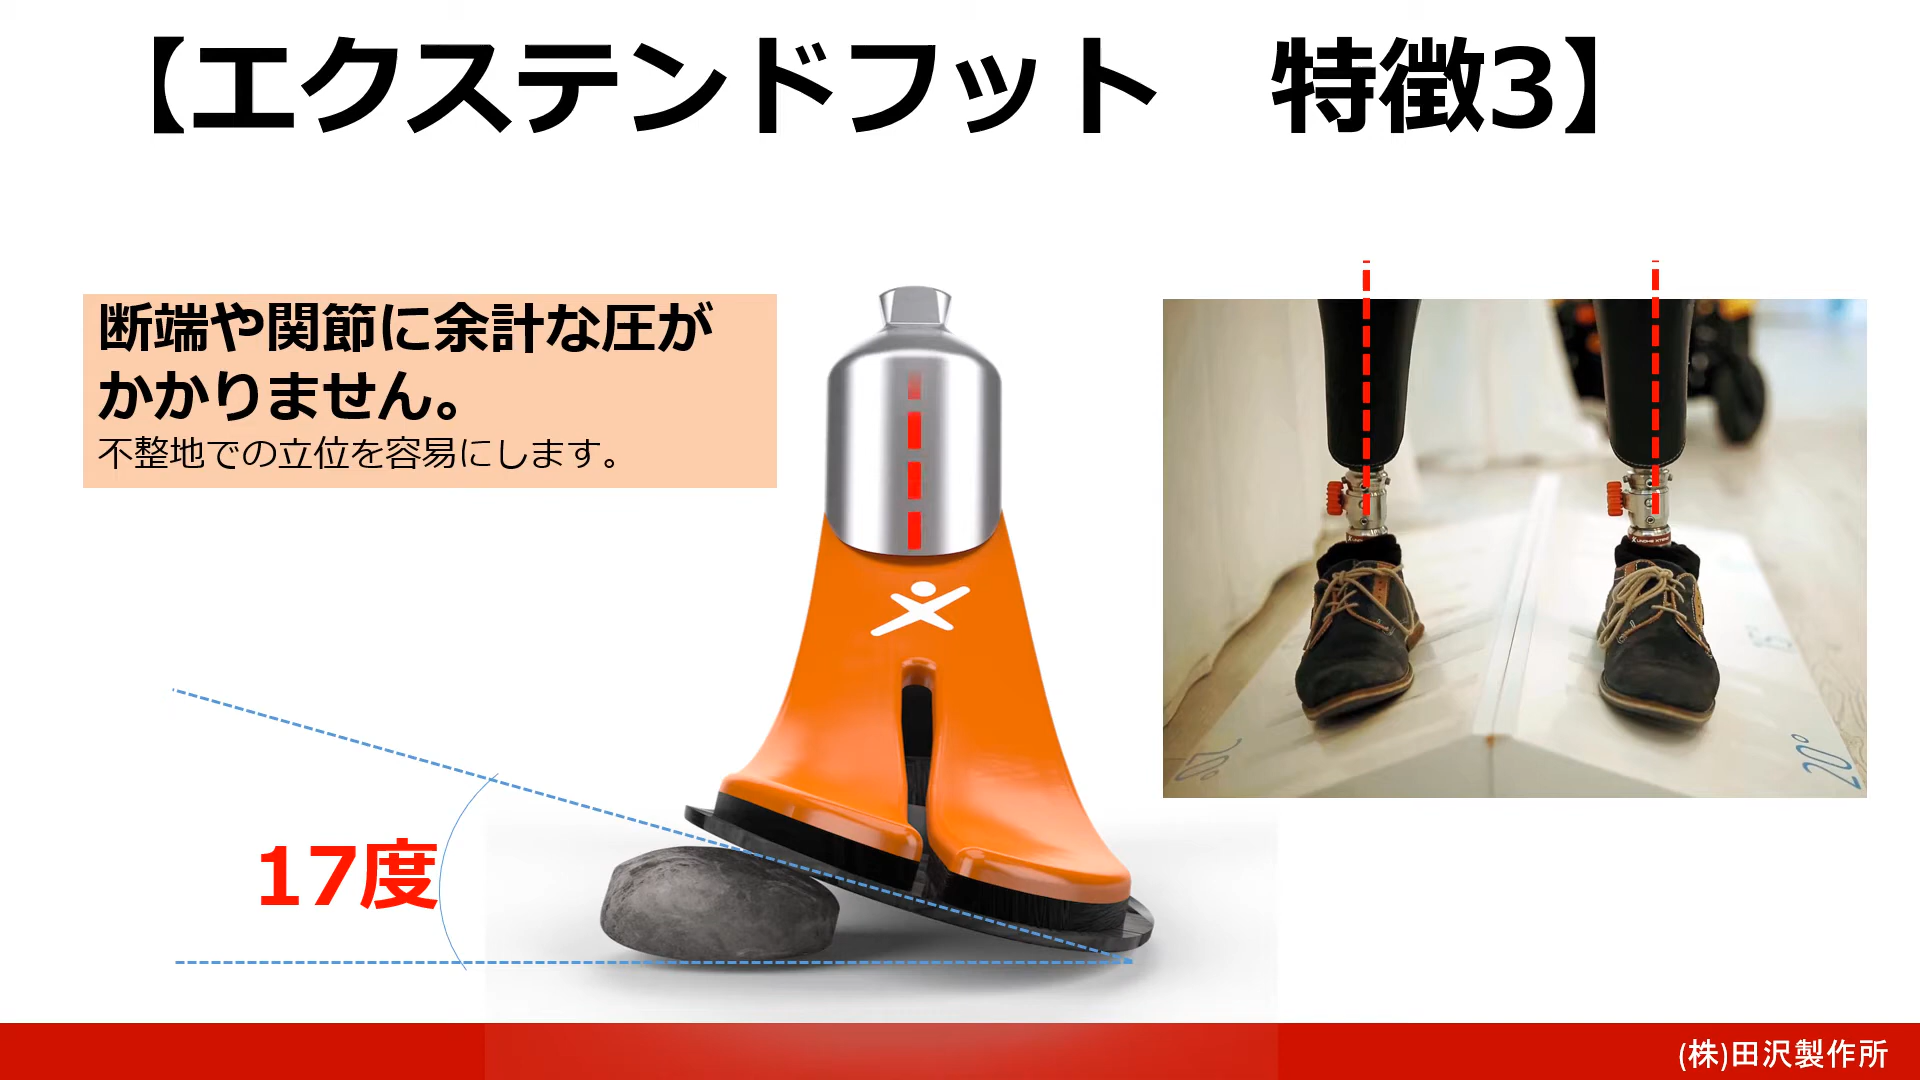 【エクステンドフット　特徴3】
断端や関節に余計な圧が
かかりません。
不整地での立位を容易にします。
17度
20°
20°
(株)田沢製作所